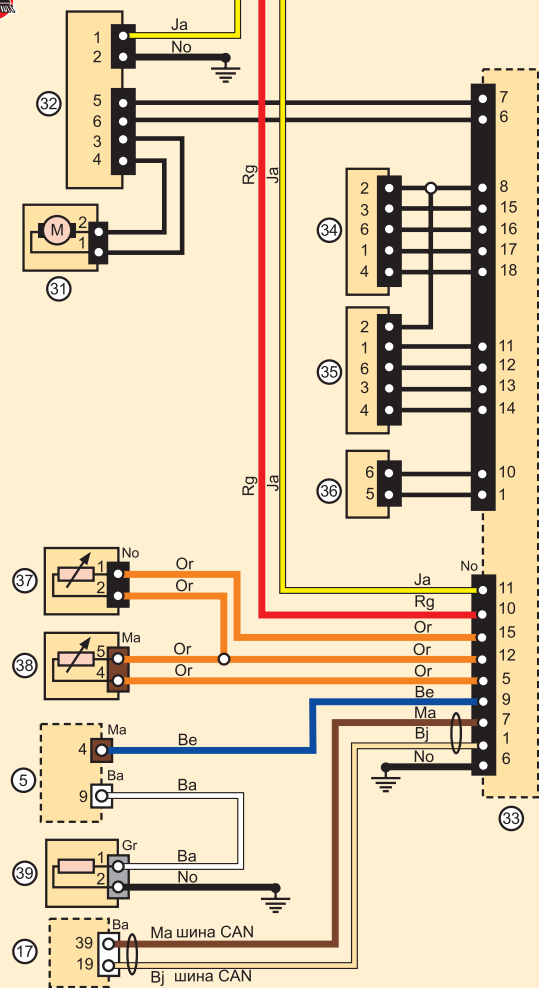 Ja
1
No
2
32
5
7
6
6
3
4
Rg
Ja
2
8
3
15
34
6
16
1
17
4
18
2
M
1
31
2
1
11
35
6
12
3
13
4
14
6
10
36
5
1
Rg
Ja
No
Or
No
37
1
Ja
11
2
Or
Rg
10
Ma
Or
15
38
5
Or
Or
12
4
Or
Or
5
Be
9
Ma
Ma
7
4
Be
Bj
1
5
Ba
No
6
9
Ba
33
Gr
39
1
Ba
2
No
Ba
17
39
Ma шина CAN
19
Bj шина CAN